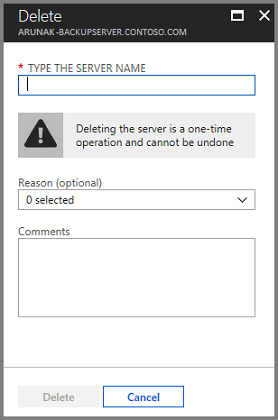 Delete
ARUNAK-BACKUPSERVER.CONTOSO.COM
* TYPE THE SERVER NAME
Deleting the server is a one-time
operation and cannot be undone
Reason (optional)
0 selected
Comments
Delete
Cancel